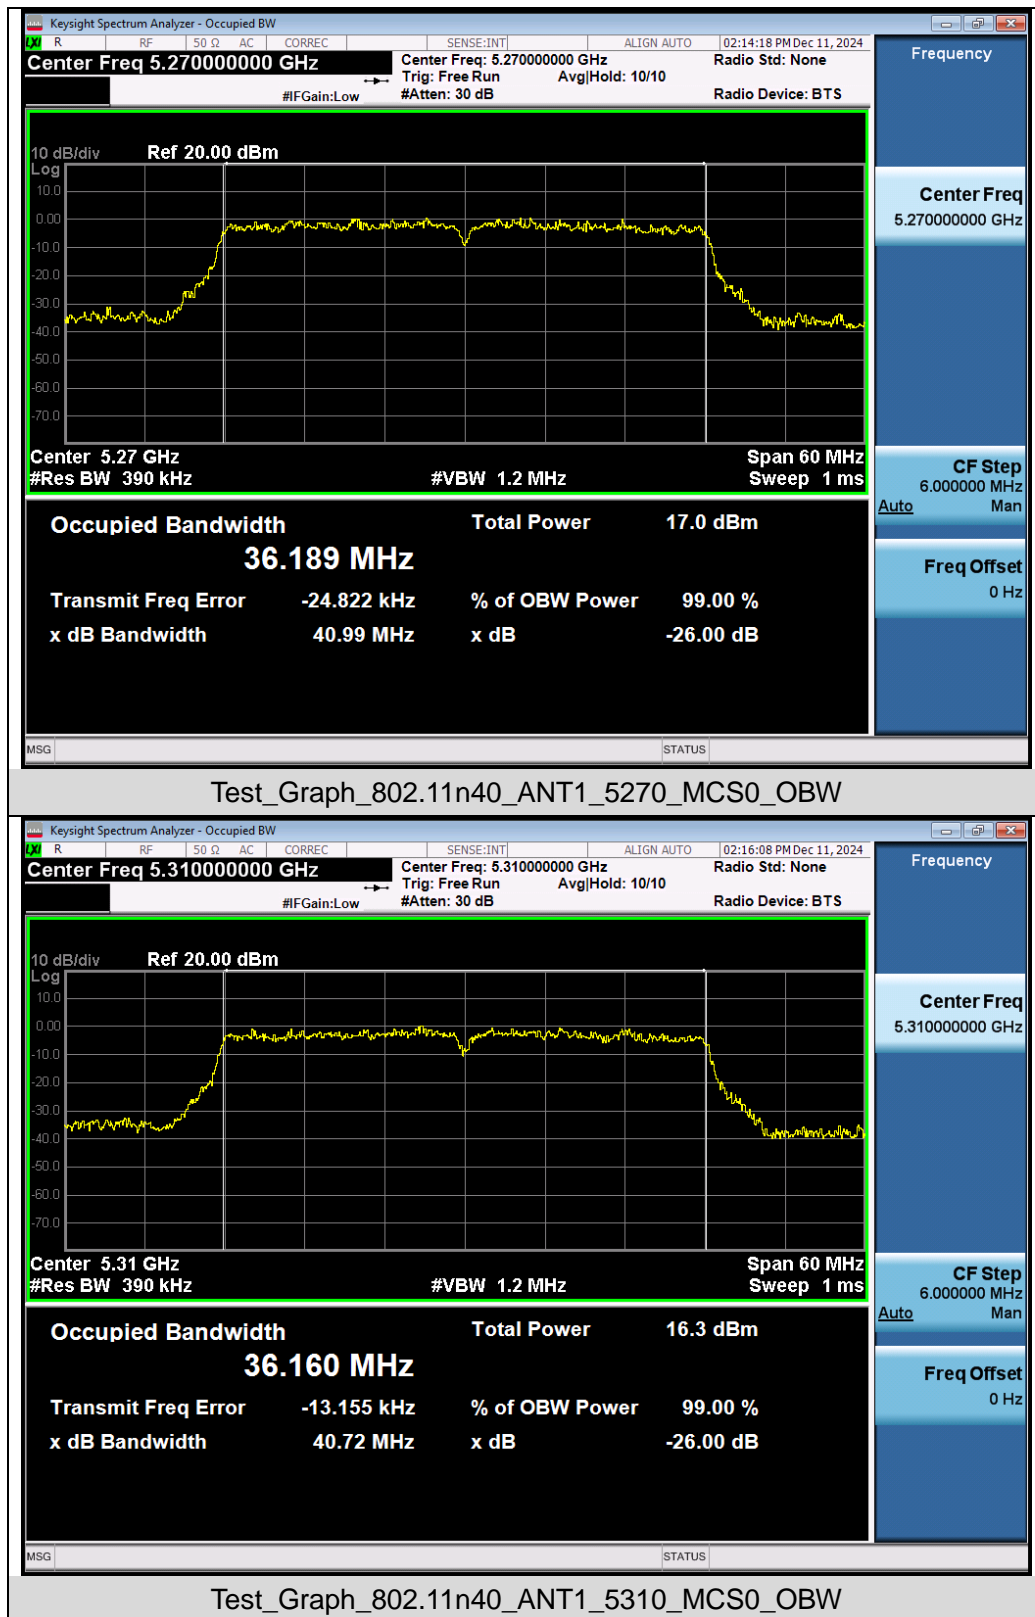 Keysight Spectrum Analyzer - Occupied BW
LXI R RF 50 Ω AC CORREC SENSE:INT ALIGN AUTO 02:14:18 PM Dec 11, 2024
Center Freq 5.270000000 GHz
Center Freq: 5.270000000 GHz
Radio Std: None
Trig: Free Run Avg|Hold: 10/10
#IFGain:Low
#Atten: 30 dB
Radio Device: BTS
Frequency
10 dB/div Ref 20.00 dBm
Log
10.0
0.00
-10.0
-20.0
-30.0
-40.0
-50.0
-60.0
-70.0
Center 5.27 GHz Span 60 MHz
#Res BW 390 kHz #VBW 1.2 MHz Sweep 1 ms
Center Freq
5.270000000 GHz
CF Step
6.000000 MHz
Auto Man
Freq Offset
0 Hz
Occupied Bandwidth Total Power 17.0 dBm
36.189 MHz
Transmit Freq Error -24.822 kHz % of OBW Power 99.00 %
x dB Bandwidth 40.99 MHz x dB -26.00 dB
MSG STATUS
Test_Graph_802.11n40_ANT1_5270_MCS0_OBW
Keysight Spectrum Analyzer - Occupied BW
LXI R RF 50 Ω AC CORREC SENSE:INT ALIGN AUTO 02:16:08 PM Dec 11, 2024
Center Freq 5.310000000 GHz
Center Freq: 5.310000000 GHz
Radio Std: None
Trig: Free Run Avg|Hold: 10/10
#IFGain:Low
#Atten: 30 dB
Radio Device: BTS
Frequency
10 dB/div Ref 20.00 dBm
Log
10.0
0.00
-10.0
-20.0
-30.0
-40.0
-50.0
-60.0
-70.0
Center 5.31 GHz Span 60 MHz
#Res BW 390 kHz #VBW 1.2 MHz Sweep 1 ms
Center Freq
5.310000000 GHz
CF Step
6.000000 MHz
Auto Man
Freq Offset
0 Hz
Occupied Bandwidth Total Power 16.3 dBm
36.160 MHz
Transmit Freq Error -13.155 kHz % of OBW Power 99.00 %
x dB Bandwidth 40.72 MHz x dB -26.00 dB
MSG STATUS
Test_Graph_802.11n40_ANT1_5310_MCS0_OBW